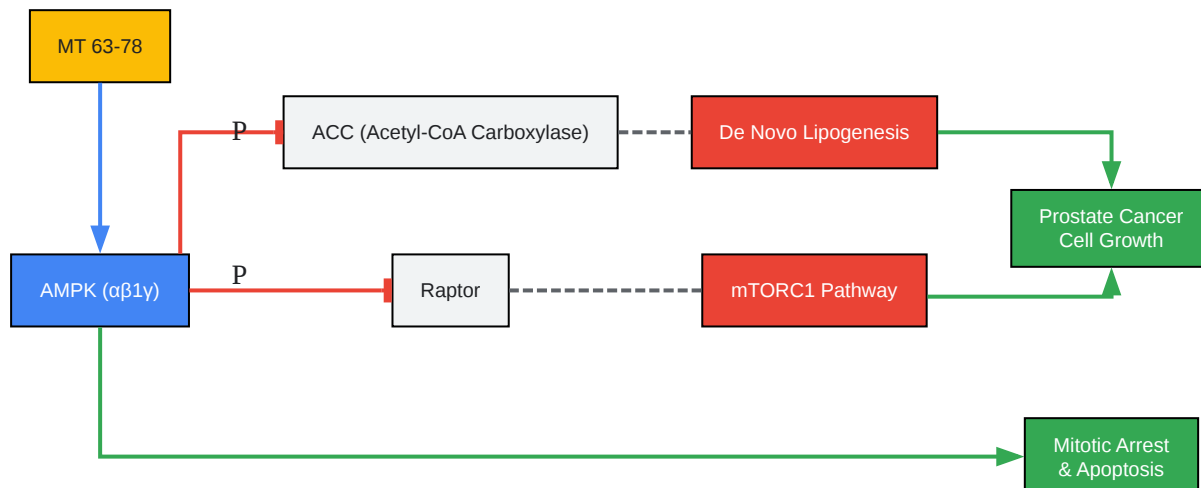 MT 63-78
P
ACC (Acetyl-CoA Carboxylase)
De Novo Lipogenesis
Prostate Cancer
Cell Growth
AMPK (αβ1γ)
P
Raptor
mTORC1 Pathway
Mitotic Arrest
& Apoptosis